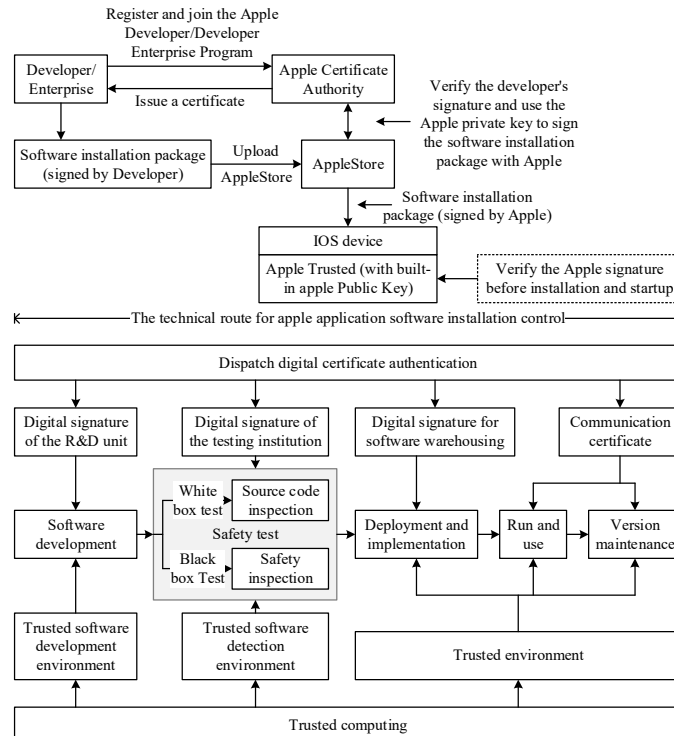 Register and join the Apple
Developer/Developer
Enterprise Program
Developer/
Enterprise
Apple Certificate
Authority
Issue a certificate
Verify the developer's
signature and use the
Apple private key to sign
the software installation
package with Apple
Software installation package
(signed by Developer)
Upload
AppleStore
AppleStore
Software installation
package (signed by Apple)
IOS device
Apple Trusted (with built-
in apple Public Key)
Verify the Apple signature
before installation and startup
The technical route for apple application software installation control
Dispatch digital certificate authentication
Digital signature
of the R&D unit
Digital signature of
the testing institution
Digital signature for
software warehousing
Communication
certificate
White
box test
Source code
inspection
Software
development
Safety test
Deployment and
implementation
Run and
use
Version
maintenance
Black
box Test
Safety
inspection
Trusted software
development
environment
Trusted software
detection
environment
Trusted environment
Trusted computing